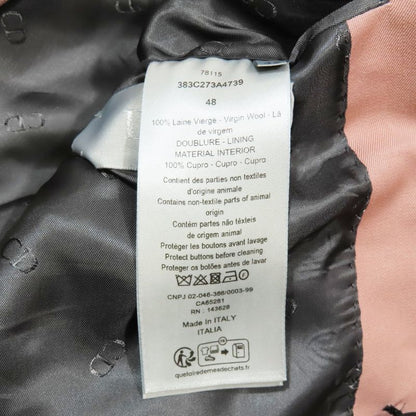 78115
383C273A4739
48
100% Laine Vierge - Virgin Wool - Lã
de virgem
DOUBLURE - LINING
MATERIAL INTERIOR
100% Cupro - Cupro - Cupro
Contient des parties non textiles
d'origine animale
Contains non-textile parts of animal
origin
Contém partes não têxteis
de origem animal
Protéger les boutons avant lavage
Protect buttons before cleaning
Proteger os botões antes de lavar
CNPJ 02-046-386/0003-99
CA65261
RN : 143628
Made in ITALY
ITALIA
FR
quefairedemesdechets.fr